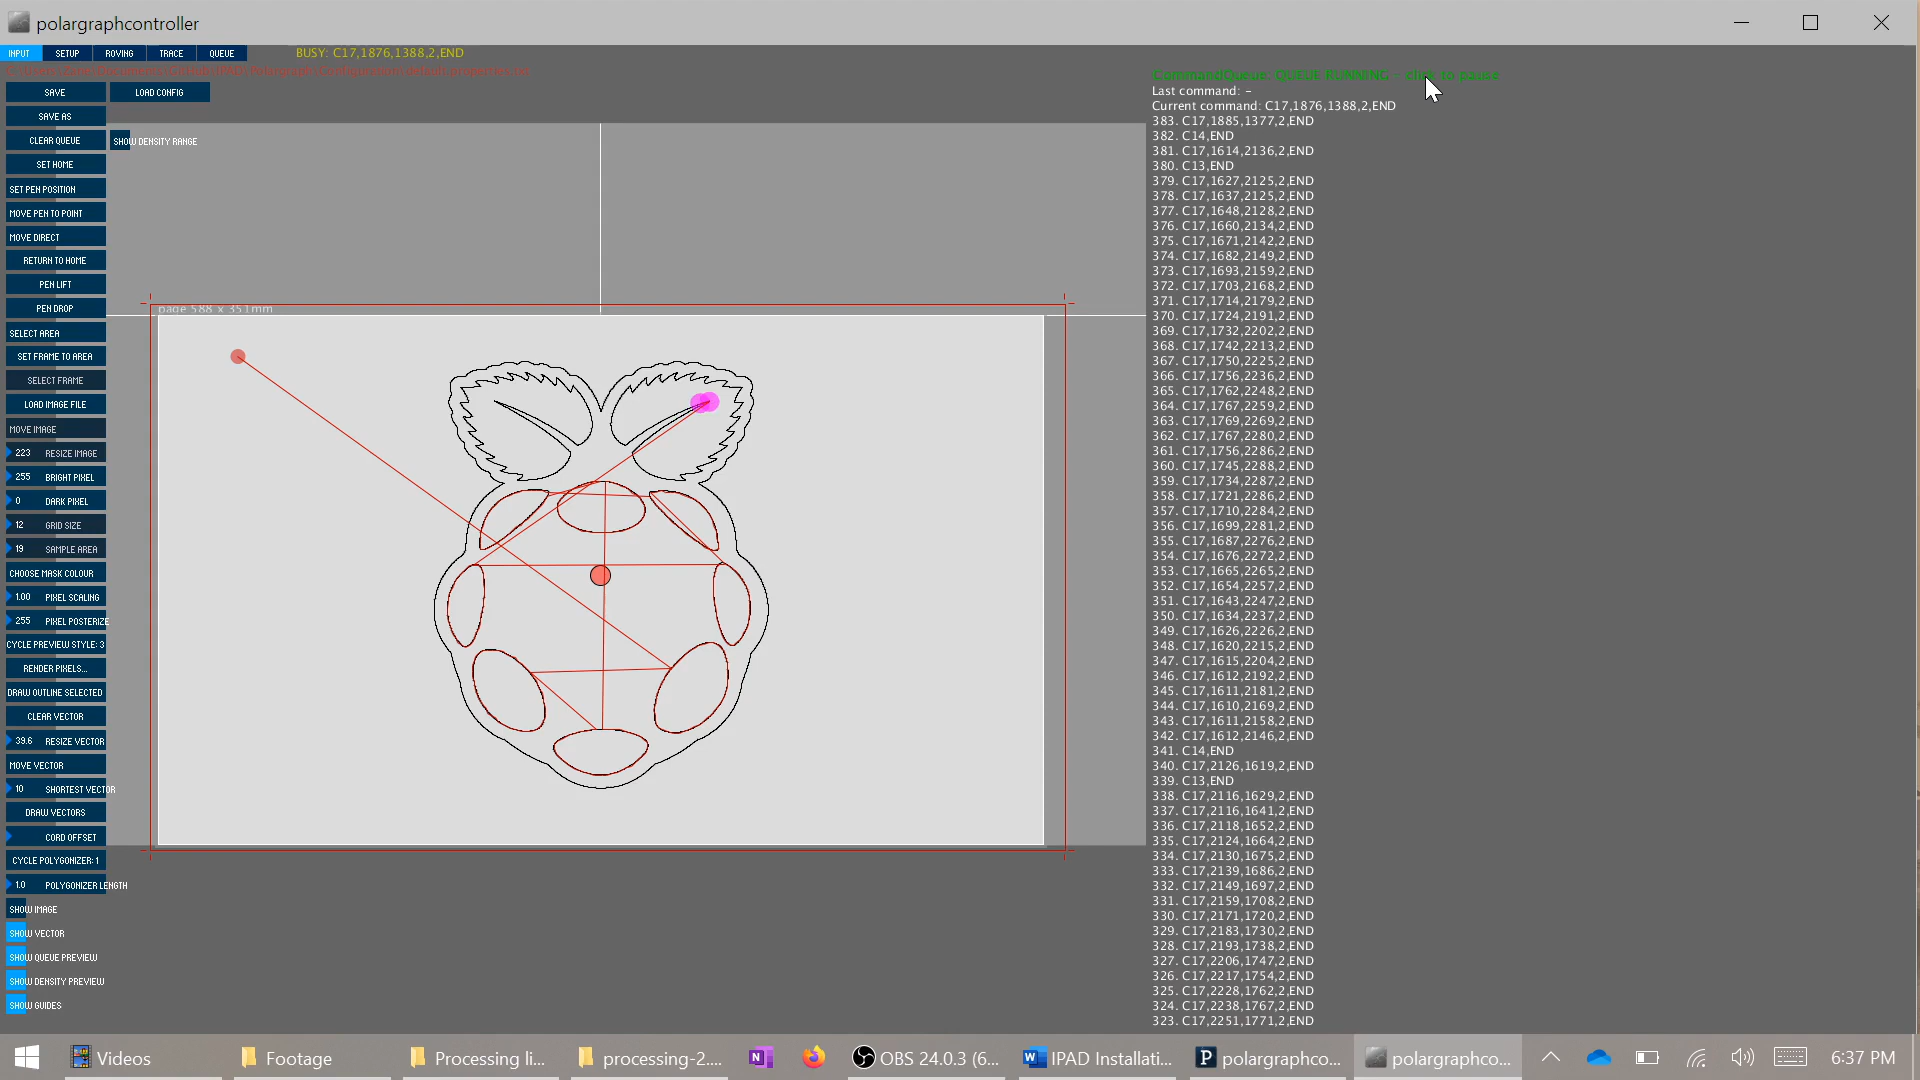 polargraphcontroller
INPUT SETUP ROVING TRACE QUEUE BUSY: C17,1876,1388,2,END
SAVE LOAD CONFIG
SAVE AS
CLEAR QUEUE SHOW DENSITY RANGE
SET HOME
SET PEN POSITION
MOVE PEN TO POINT
MOVE DIRECT
RETURN TO HOME
PEN LIFT
PEN DROP
SELECT AREA
SET FRAME TO AREA
SELECT FRAME
LOAD IMAGE FILE
MOVE IMAGE
223 RESIZE IMAGE
255 BRIGHT PIXEL
0 DARK PIXEL
12 GRID SIZE
19 SAMPLE AREA
CHOOSE MASK COLOUR
1.00 PIXEL SCALING
255 PIXEL POSTERIZE
CYCLE PREVIEW STYLE: 3
RENDER PIXELS...
DRAW OUTLINE SELECTED
CLEAR VECTOR
39.6 RESIZE VECTOR
MOVE VECTOR
10 SHORTEST VECTOR
DRAW VECTORS
CORD OFFSET
CYCLE POLYGONIZER: 1
1.0 POLYGONIZER LENGTH
SHOW IMAGE
SHOW VECTOR
SHOW QUEUE PREVIEW
SHOW DENSITY PREVIEW
SHOW GUIDES
page 588 x 351mm
CommandQueue: QUEUE RUNNING - click to pause
Last command: -
Current command: C17,1876,1388,2,END
383. C17,1885,1377,2,END
382. C14,END
381. C17,1614,2136,2,END
380. C13,END
379. C17,1627,2125,2,END
378. C17,1637,2125,2,END
377. C17,1648,2128,2,END
376. C17,1660,2134,2,END
375. C17,1671,2142,2,END
374. C17,1682,2149,2,END
373. C17,1693,2159,2,END
372. C17,1703,2168,2,END
371. C17,1714,2179,2,END
370. C17,1724,2191,2,END
369. C17,1732,2202,2,END
368. C17,1742,2213,2,END
367. C17,1750,2225,2,END
366. C17,1756,2236,2,END
365. C17,1762,2248,2,END
364. C17,1767,2259,2,END
363. C17,1769,2269,2,END
362. C17,1767,2280,2,END
361. C17,1756,2286,2,END
360. C17,1745,2288,2,END
359. C17,1734,2287,2,END
358. C17,1721,2286,2,END
357. C17,1710,2284,2,END
356. C17,1699,2281,2,END
355. C17,1687,2276,2,END
354. C17,1676,2272,2,END
353. C17,1665,2265,2,END
352. C17,1654,2257,2,END
351. C17,1643,2247,2,END
350. C17,1634,2237,2,END
349. C17,1626,2226,2,END
348. C17,1620,2215,2,END
347. C17,1615,2204,2,END
346. C17,1612,2192,2,END
345. C17,1611,2181,2,END
344. C17,1610,2169,2,END
343. C17,1611,2158,2,END
342. C17,1612,2146,2,END
341. C14,END
340. C17,2126,1619,2,END
339. C13,END
338. C17,2116,1629,2,END
337. C17,2116,1641,2,END
336. C17,2118,1652,2,END
335. C17,2124,1664,2,END
334. C17,2130,1675,2,END
333. C17,2139,1686,2,END
332. C17,2149,1697,2,END
331. C17,2159,1708,2,END
330. C17,2171,1720,2,END
329. C17,2183,1730,2,END
328. C17,2193,1738,2,END
327. C17,2206,1747,2,END
326. C17,2217,1754,2,END
325. C17,2228,1762,2,END
324. C17,2238,1767,2,END
323. C17,2251,1771,2,END
Videos Footage Processing li... processing-2.... OBS 24.0.3 (6... IPAD Installati... polargraphco... polargraphco... 6:37 PM